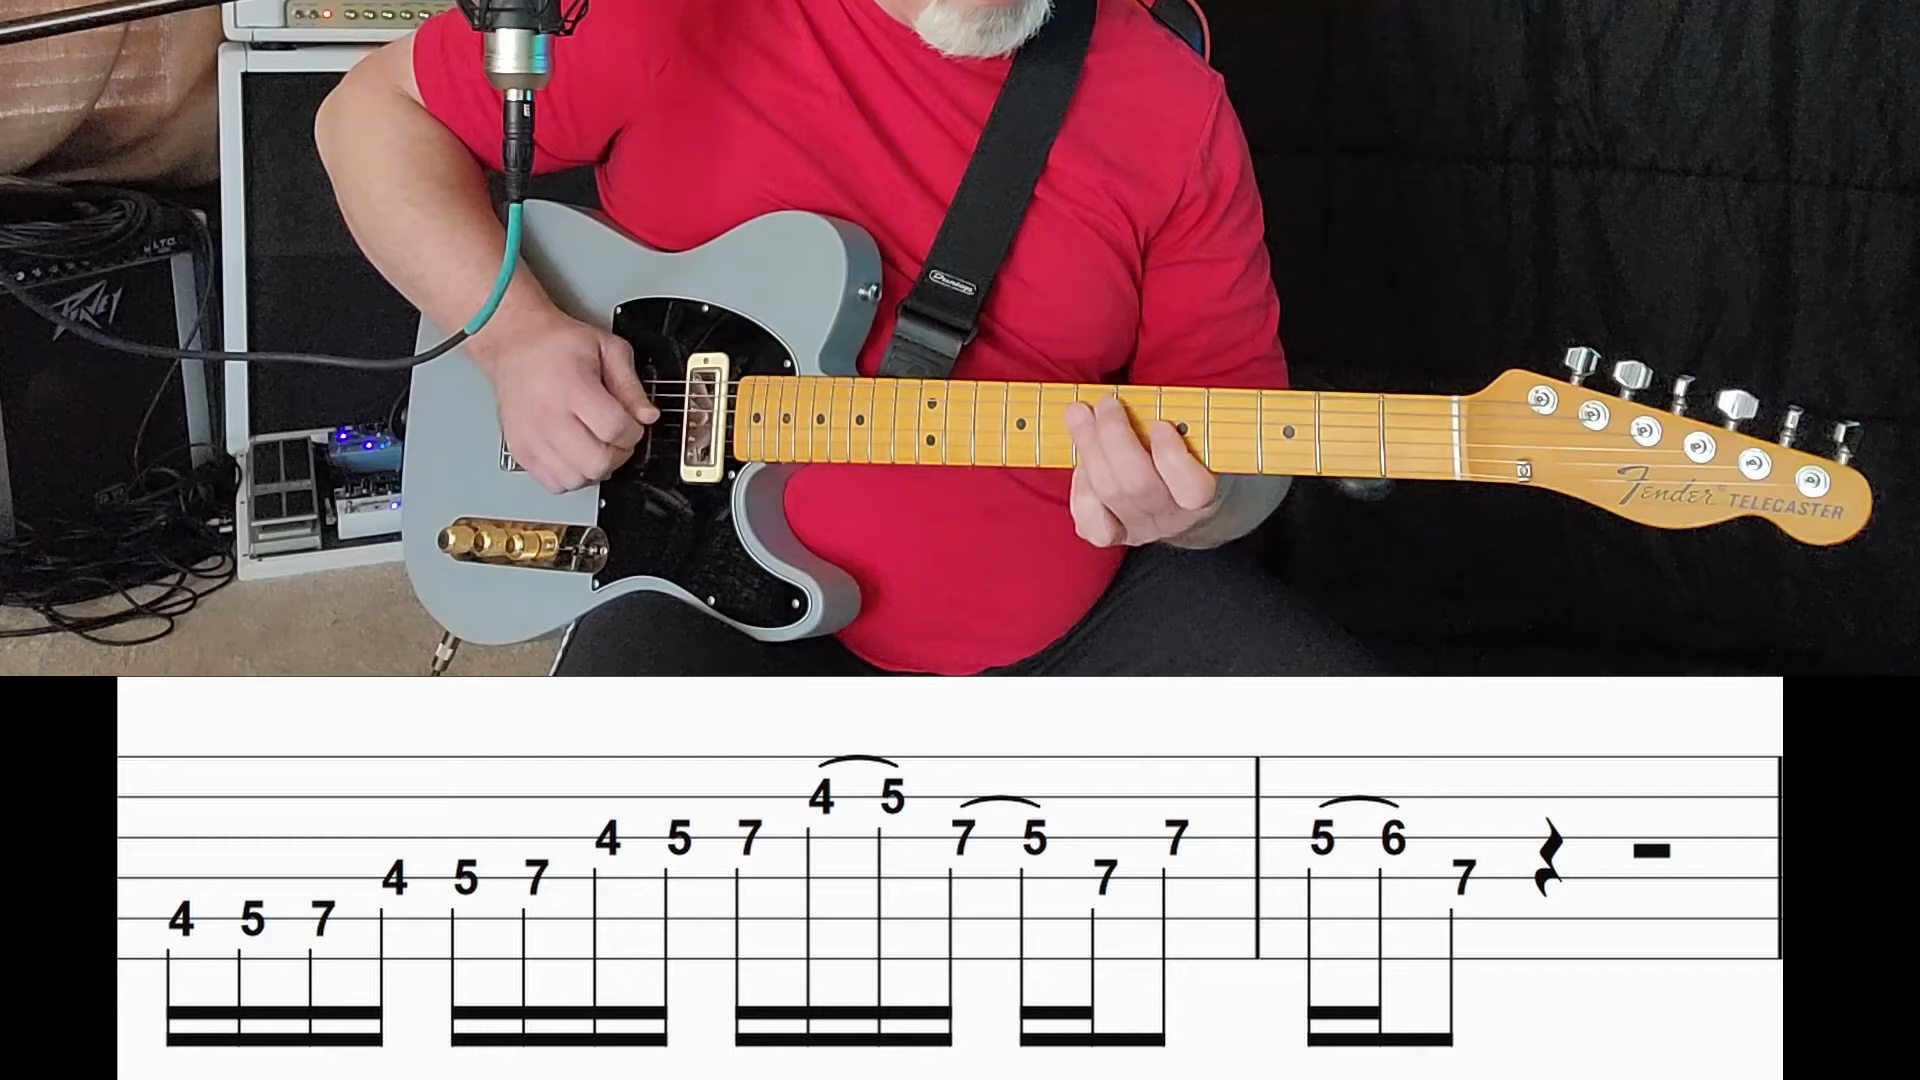 PEAVEY
Dunlop
Fender TELECASTER
4 5
4 5 7 7 5 7 5 6
4 5 7 7 7
4 5 7